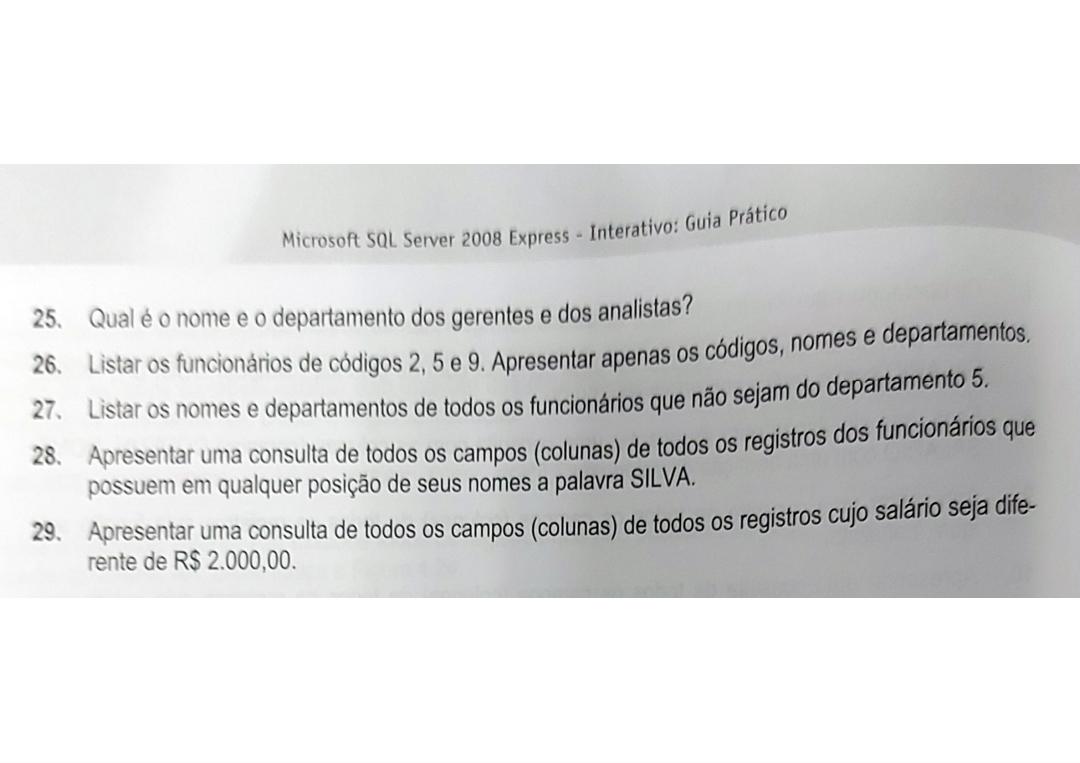 Microsoft SQL Server 2008 Express - Interativo: Guia Prático
25. Qual é o nome e o departamento dos gerentes e dos analistas?
26. Listar os funcionários de códigos 2, 5 e 9. Apresentar apenas os códigos, nomes e departamentos.
27. Listar os nomes e departamentos de todos os funcionários que não sejam do departamento 5.
28. Apresentar uma consulta de todos os campos (colunas) de todos os registros dos funcionários que
possuem em qualquer posição de seus nomes a palavra SILVA.
29. Apresentar uma consulta de todos os campos (colunas) de todos os registros cujo salário seja dife-
rente de R$ 2.000,00.